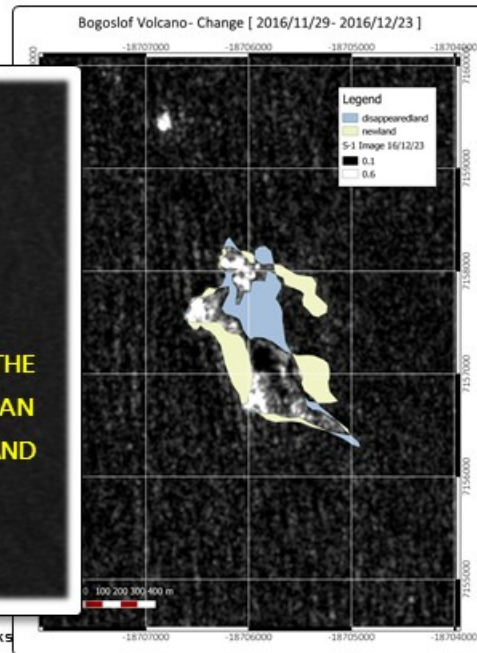 Bogoslof Volcano- Change [ 2016/11/29- 2016/12/23 ]
-18707000 -18706000 -18705000 -18704000
7160000
Legend
disappearedland
newland
S-1 Image 16/12/23
0.1
0.6
7159000
7158000
THE
AN
AND
7157000
7156000
7155000
0 100 200 300 400 m
-18707000 -18706000 -18705000 -18704000
ks